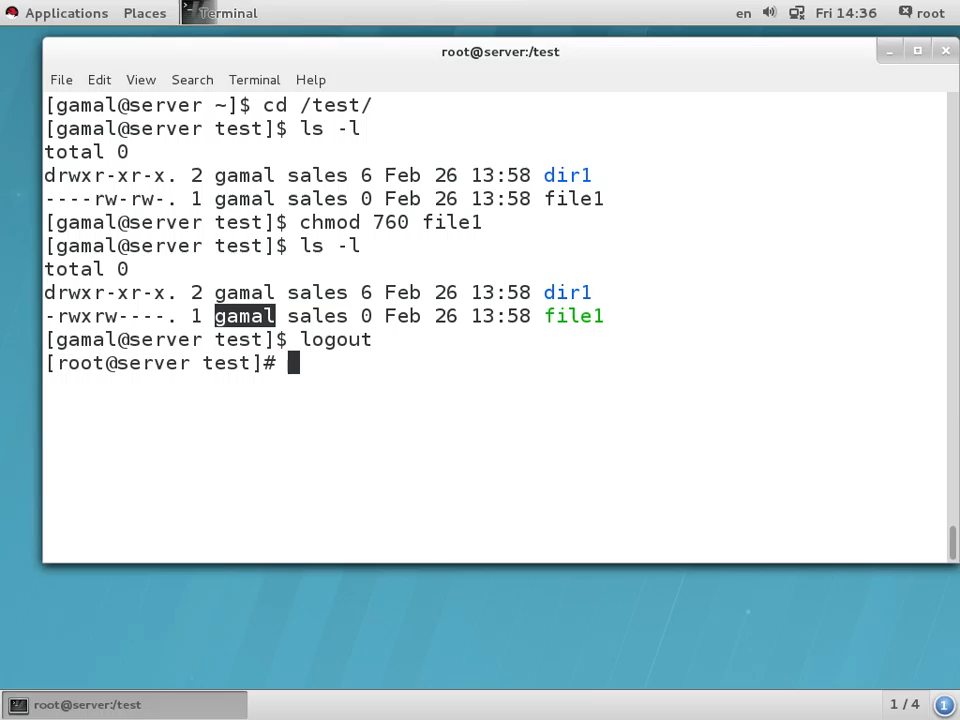 Applications Places Terminal en Fri 14:36 root
root@server:/test
File Edit View Search Terminal Help
[gamal@server ~]$ cd /test/
[gamal@server test]$ ls -l
total 0
drwxr-xr-x. 2 gamal sales 6 Feb 26 13:58 dir1
----rw-rw-. 1 gamal sales 0 Feb 26 13:58 file1
[gamal@server test]$ chmod 760 file1
[gamal@server test]$ ls -l
total 0
drwxr-xr-x. 2 gamal sales 6 Feb 26 13:58 dir1
-rwxrw----. 1 gamal sales 0 Feb 26 13:58 file1
[gamal@server test]$ logout
[root@server test]#
root@server:/test 1 / 4 1